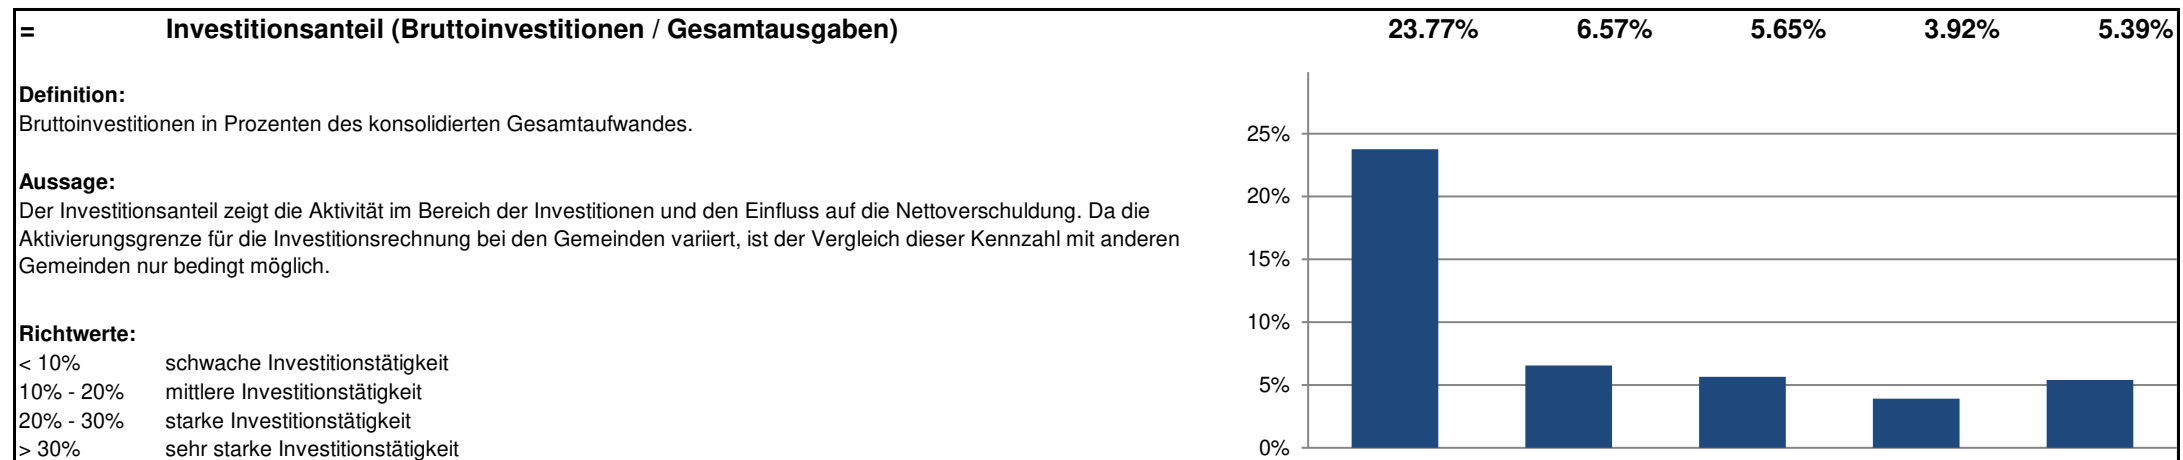 = Investitionsanteil (Bruttoinvestitionen / Gesamtausgaben) 23.77% 6.57% 5.65% 3.92% 5.39%
Definition:
Bruttoinvestitionen in Prozenten des konsolidierten Gesamtaufwandes.
Aussage:
Der Investitionsanteil zeigt die Aktivität im Bereich der Investitionen und den Einfluss auf die Nettoverschuldung. Da die
Aktivierungsgrenze für die Investitionsrechnung bei den Gemeinden variiert, ist der Vergleich dieser Kennzahl mit anderen
Gemeinden nur bedingt möglich.
Richtwerte:
< 10% schwache Investitionstätigkeit
10% - 20% mittlere Investitionstätigkeit
20% - 30% starke Investitionstätigkeit
> 30% sehr starke Investitionstätigkeit
25%
20%
15%
10%
5%
0%